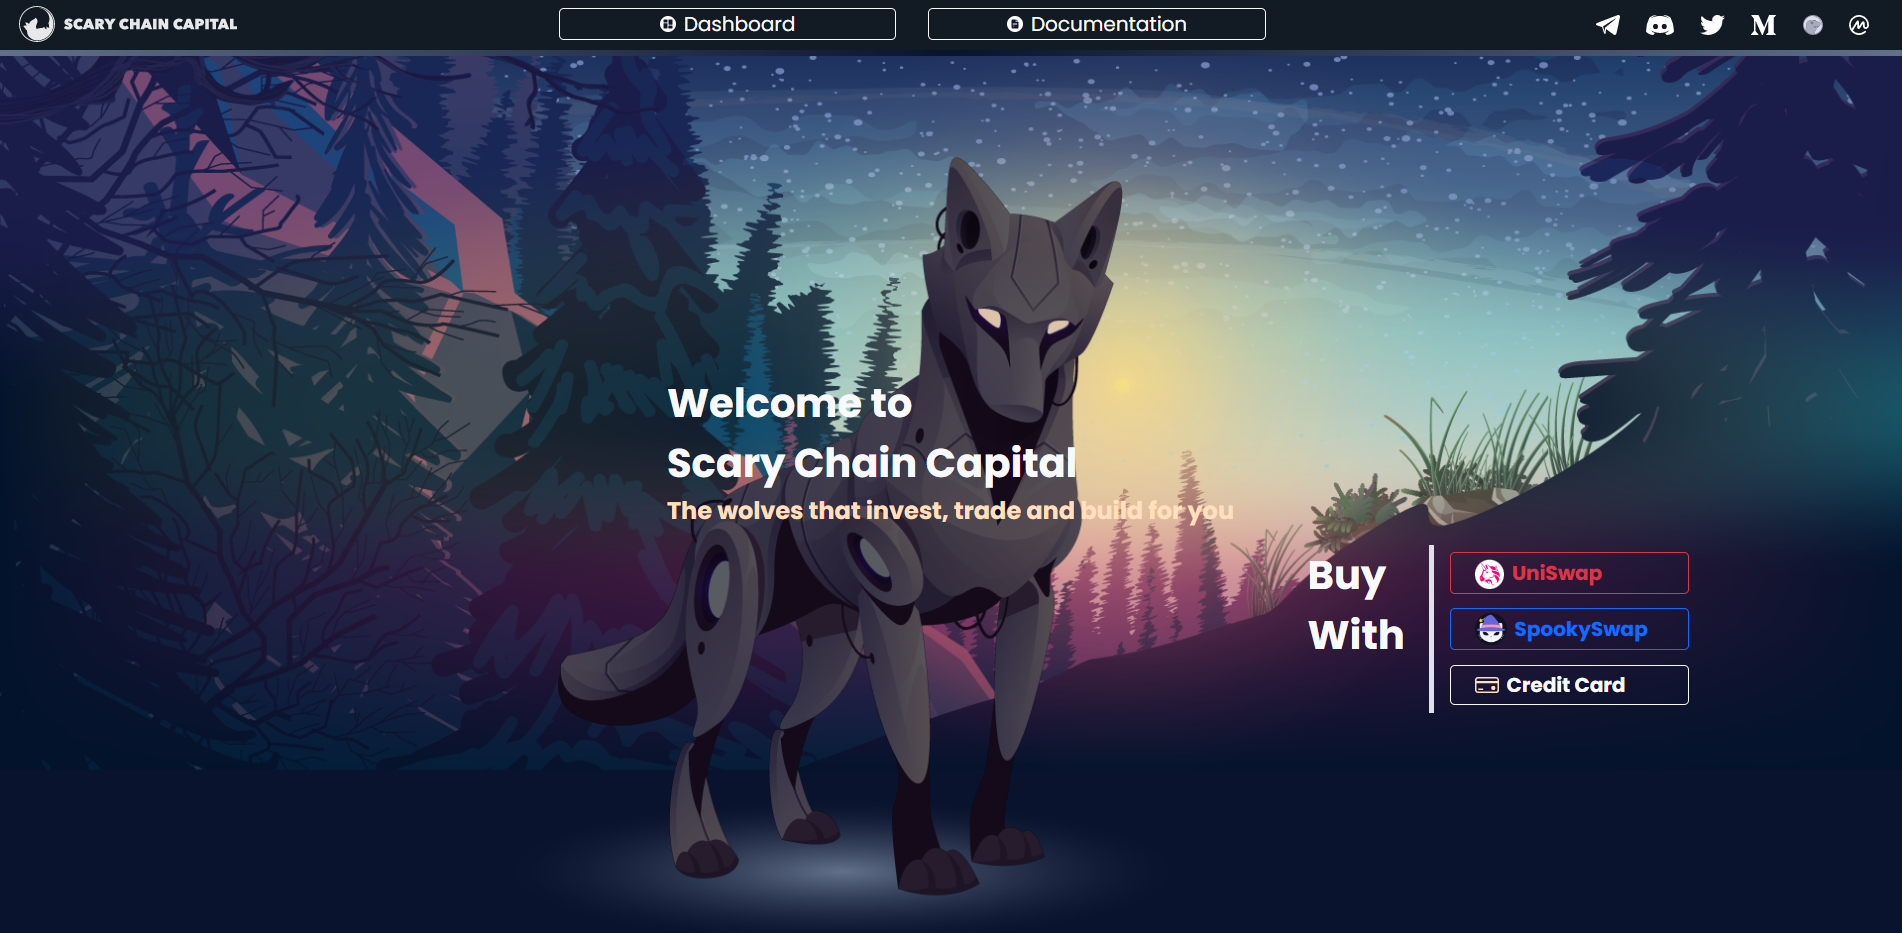 SCARY CHAIN CAPITAL
Dashboard
Documentation
Welcome to
Scary Chain Capital
The wolves that invest, trade and build for you
Buy
With
UniSwap
SpookySwap
Credit Card